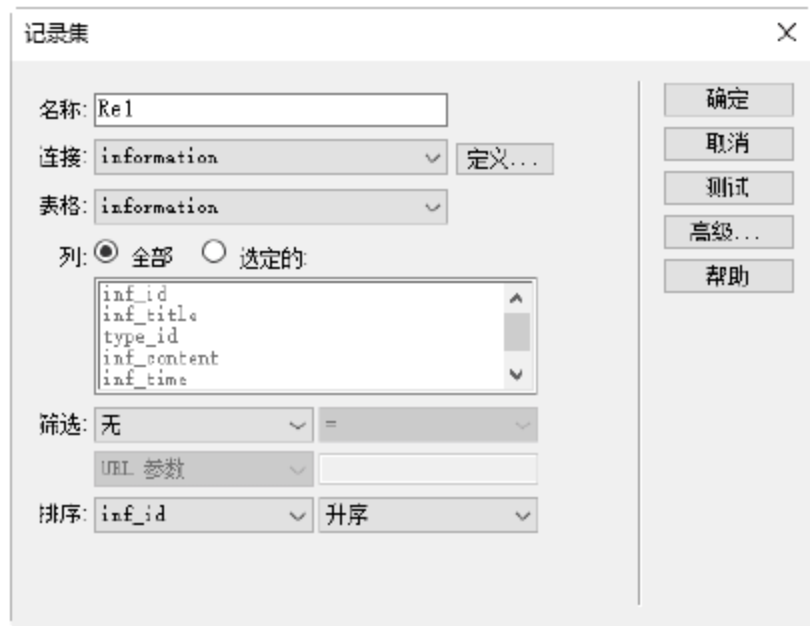 记录集
名称: Re1
确定
连接: information 定义...
取消
表格: information
测试
列: 全部 选定的:
高级...
inf_id
帮助
inf_title
type_id
inf_content
inf_time
筛选: 无 =
URL 参数
排序: inf_id 升序